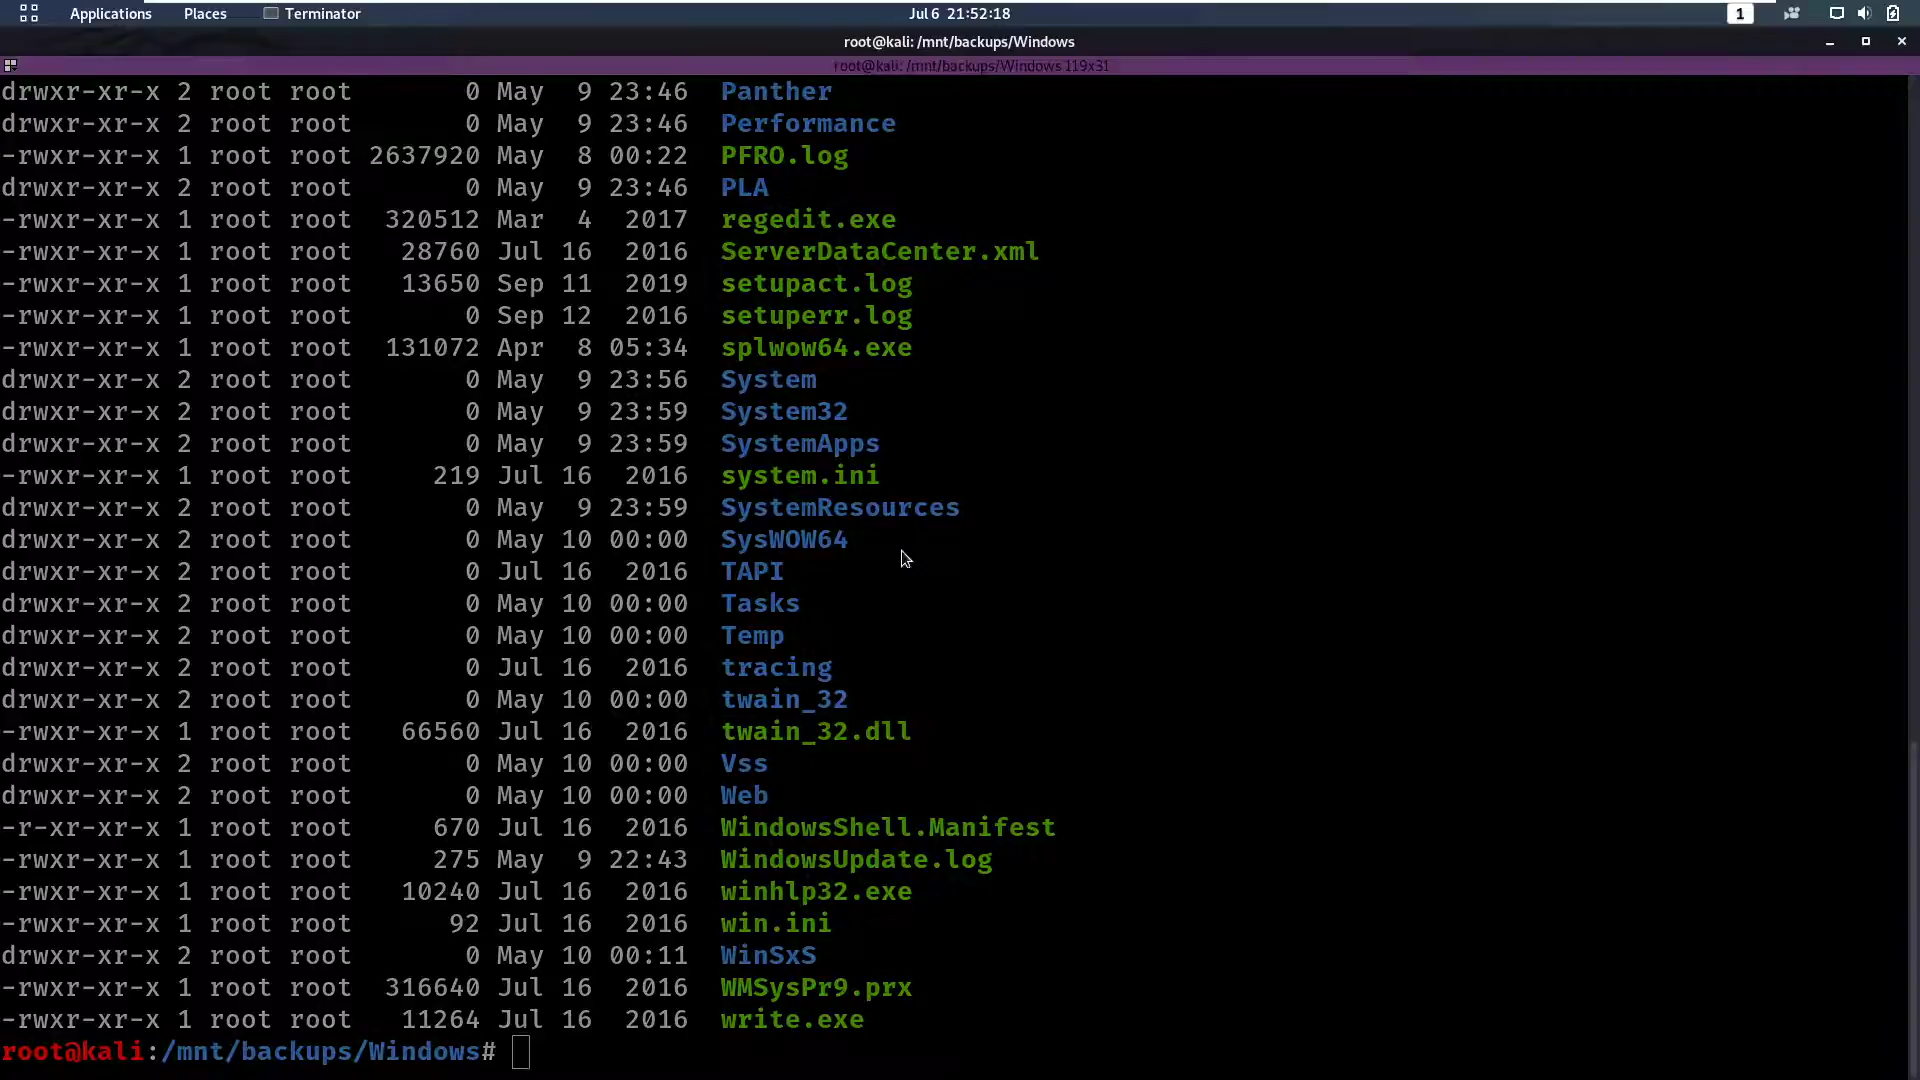 Applications Places Terminator Jul 6 21:52:18 1
root@kali: /mnt/backups/Windows
root@kali: /mnt/backups/Windows 119x31
drwxr-xr-x 2 root root 0 May 9 23:46 Panther
drwxr-xr-x 2 root root 0 May 9 23:46 Performance
-rwxr-xr-x 1 root root 2637920 May 8 00:22 PFRO.log
drwxr-xr-x 2 root root 0 May 9 23:46 PLA
-rwxr-xr-x 1 root root 320512 Mar 4 2017 regedit.exe
-rwxr-xr-x 1 root root 28760 Jul 16 2016 ServerDataCenter.xml
-rwxr-xr-x 1 root root 13650 Sep 11 2019 setupact.log
-rwxr-xr-x 1 root root 0 Sep 12 2016 setuperr.log
-rwxr-xr-x 1 root root 131072 Apr 8 05:34 splwow64.exe
drwxr-xr-x 2 root root 0 May 9 23:56 System
drwxr-xr-x 2 root root 0 May 9 23:59 System32
drwxr-xr-x 2 root root 0 May 9 23:59 SystemApps
-rwxr-xr-x 1 root root 219 Jul 16 2016 system.ini
drwxr-xr-x 2 root root 0 May 9 23:59 SystemResources
drwxr-xr-x 2 root root 0 May 10 00:00 SysWOW64
drwxr-xr-x 2 root root 0 Jul 16 2016 TAPI
drwxr-xr-x 2 root root 0 May 10 00:00 Tasks
drwxr-xr-x 2 root root 0 May 10 00:00 Temp
drwxr-xr-x 2 root root 0 Jul 16 2016 tracing
drwxr-xr-x 2 root root 0 May 10 00:00 twain_32
-rwxr-xr-x 1 root root 66560 Jul 16 2016 twain_32.dll
drwxr-xr-x 2 root root 0 May 10 00:00 Vss
drwxr-xr-x 2 root root 0 May 10 00:00 Web
-r-xr-xr-x 1 root root 670 Jul 16 2016 WindowsShell.Manifest
-rwxr-xr-x 1 root root 275 May 9 22:43 WindowsUpdate.log
-rwxr-xr-x 1 root root 10240 Jul 16 2016 winhlp32.exe
-rwxr-xr-x 1 root root 92 Jul 16 2016 win.ini
drwxr-xr-x 2 root root 0 May 10 00:11 WinSxS
-rwxr-xr-x 1 root root 316640 Jul 16 2016 WMSysPr9.prx
-rwxr-xr-x 1 root root 11264 Jul 16 2016 write.exe
root@kali:/mnt/backups/Windows#